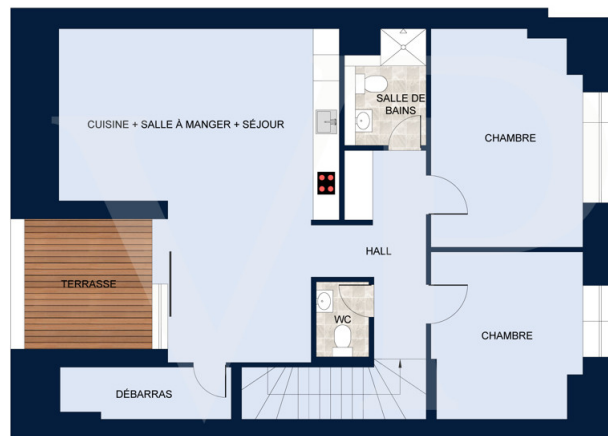 CUISINE + SALLE À MANGER + SÉJOUR
SALLE DE
BAINS
CHAMBRE
HALL
TERRASSE
WC
CHAMBRE
DÉBARRAS